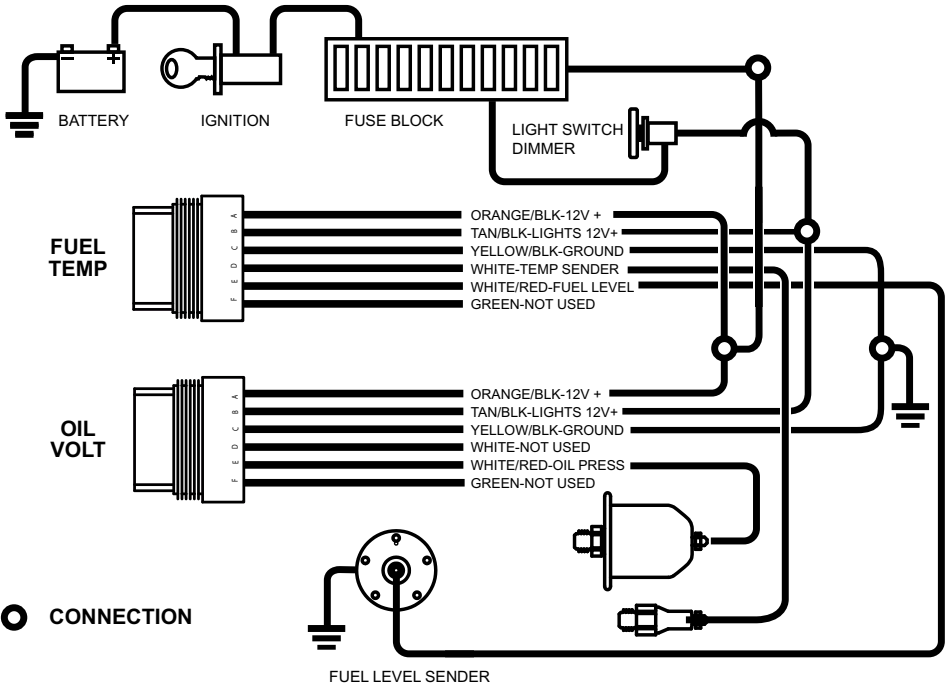 BATTERY
IGNITION
FUSE BLOCK
LIGHT SWITCH
DIMMER
FUEL
TEMP
A
B
C
D
E
F
ORANGE/BLK-12V +
TAN/BLK-LIGHTS 12V+
YELLOW/BLK-GROUND
WHITE-TEMP SENDER
WHITE/RED-FUEL LEVEL
GREEN-NOT USED
OIL
VOLT
A
B
C
D
E
F
ORANGE/BLK-12V +
TAN/BLK-LIGHTS 12V+
YELLOW/BLK-GROUND
WHITE-NOT USED
WHITE/RED-OIL PRESS
GREEN-NOT USED
CONNECTION
FUEL LEVEL SENDER